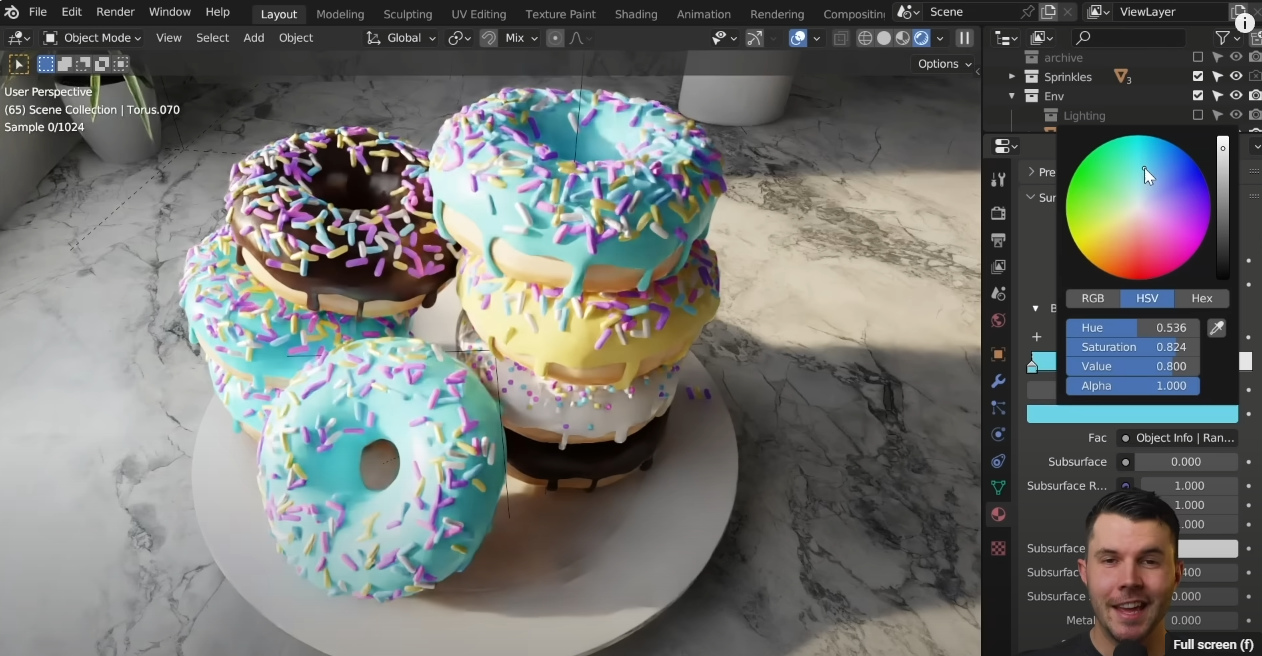 File Edit Render Window Help Layout Modeling Sculpting UV Editing Texture Paint Shading Animation Rendering Compositin Scene ViewLayer
Object Mode View Select Add Object Global Mix
Options
User Perspective
(65) Scene Collection | Torus.070
Sample 0/1024
archive
Sprinkles 3
Env
Lighting
Pre
Sur
RGB HSV Hex
Hue 0.536
Saturation 0.824
Value 0.800
Alpha 1.000
B
Fac Object Info | Ran...
Subsurface 0.000
Subsurface R... 1.000
1.000
.000
Subsurface
Subsurface 400
Subsurface 0.000
Metal 0.000
Full screen (f)